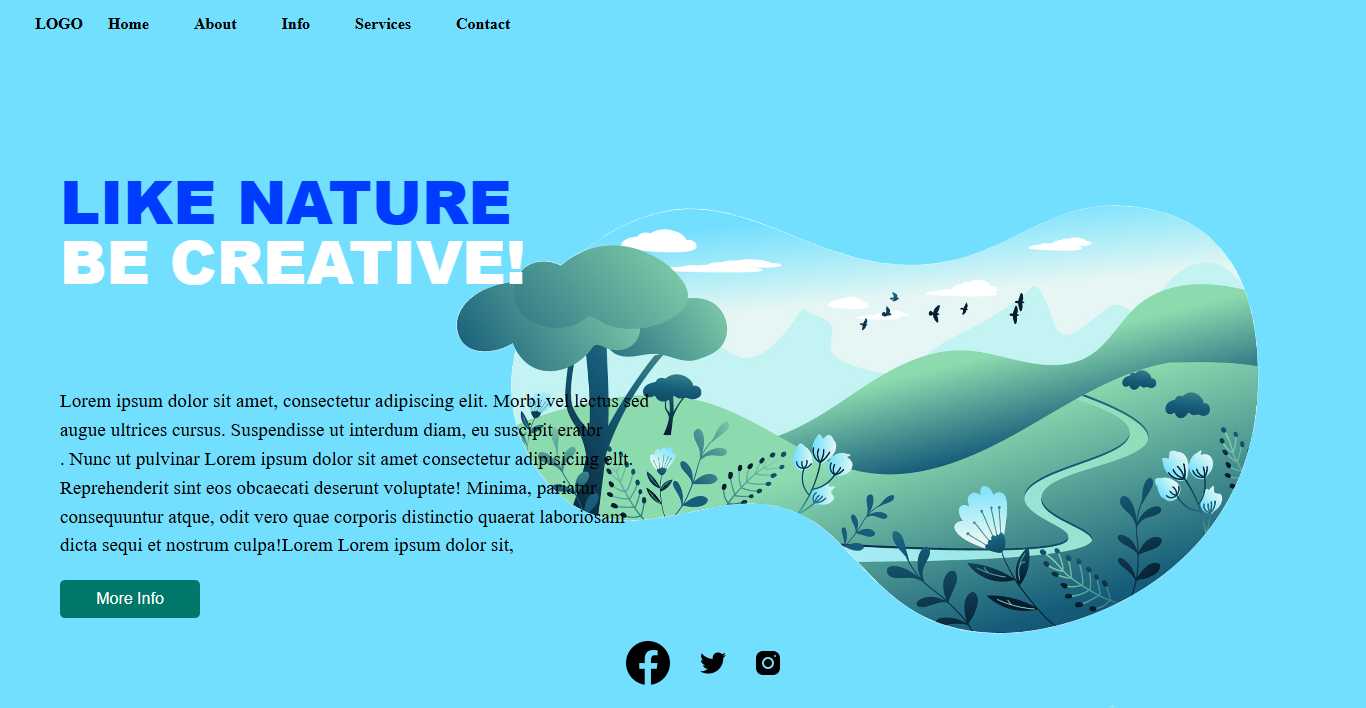 LOGO Home About Info Services Contact
LIKE NATURE
BE CREATIVE!
Lorem ipsum dolor sit amet, consectetur adipiscing elit. Morbi vel lectus sed
augue ultrices cursus. Suspendisse ut interdum diam, eu suscipit erator
. Nunc ut pulvinar Lorem ipsum dolor sit amet consectetur adipisicing elit.
Reprehenderit sint eos obcaecati deserunt voluptate! Minima, pariatur
consequuntur atque, odit vero quae corporis distinctio quaerat laboriosam
dicta sequi et nostrum culpa!Lorem Lorem ipsum dolor sit,
More Info